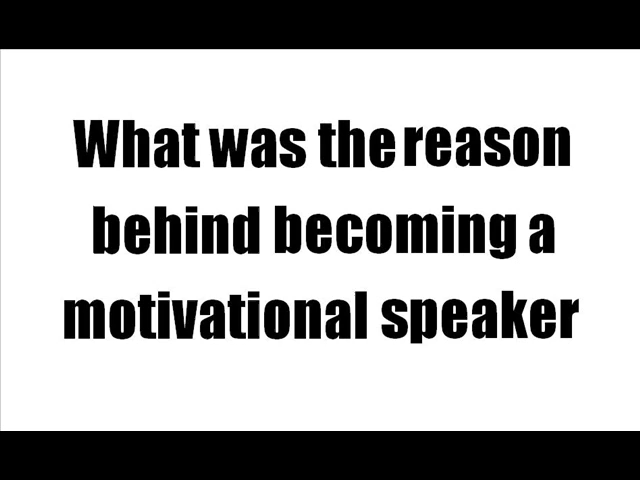 What was the reason
behind becoming a
motivational speaker